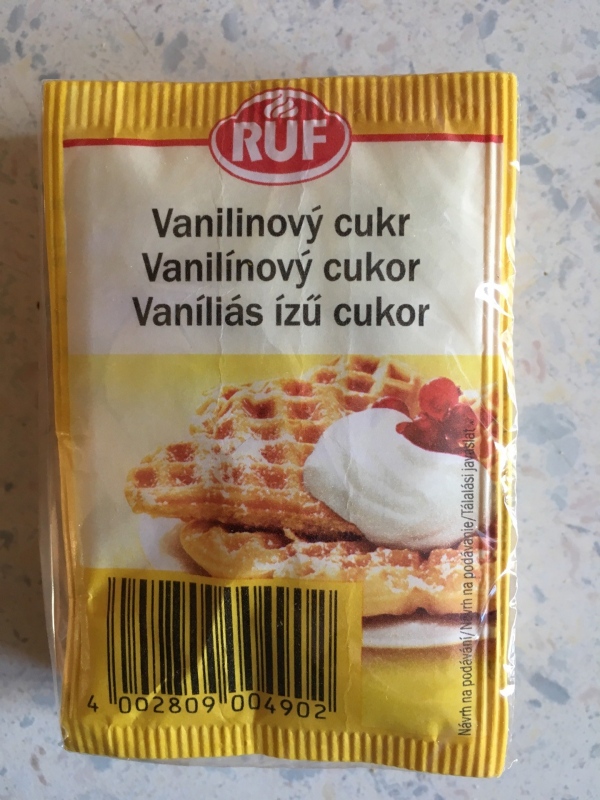 RUF
Vanilinový cukr
Vanilínový cukor
Vaníliás ízű cukor
Návrh na podávání/Návrh na podávanie/Tálalási javaslat
4 002809 004902